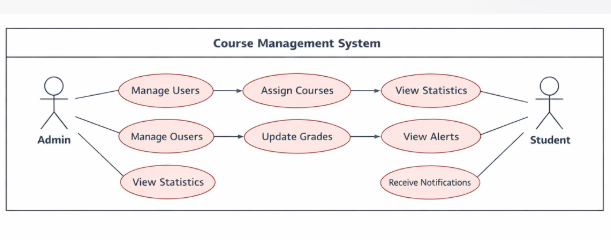 Course Management System
Manage Users
Assign Courses
View Statistics
Manage Ousers
Update Grades
View Alerts
Admin
Student
View Statistics
Receive Notifications